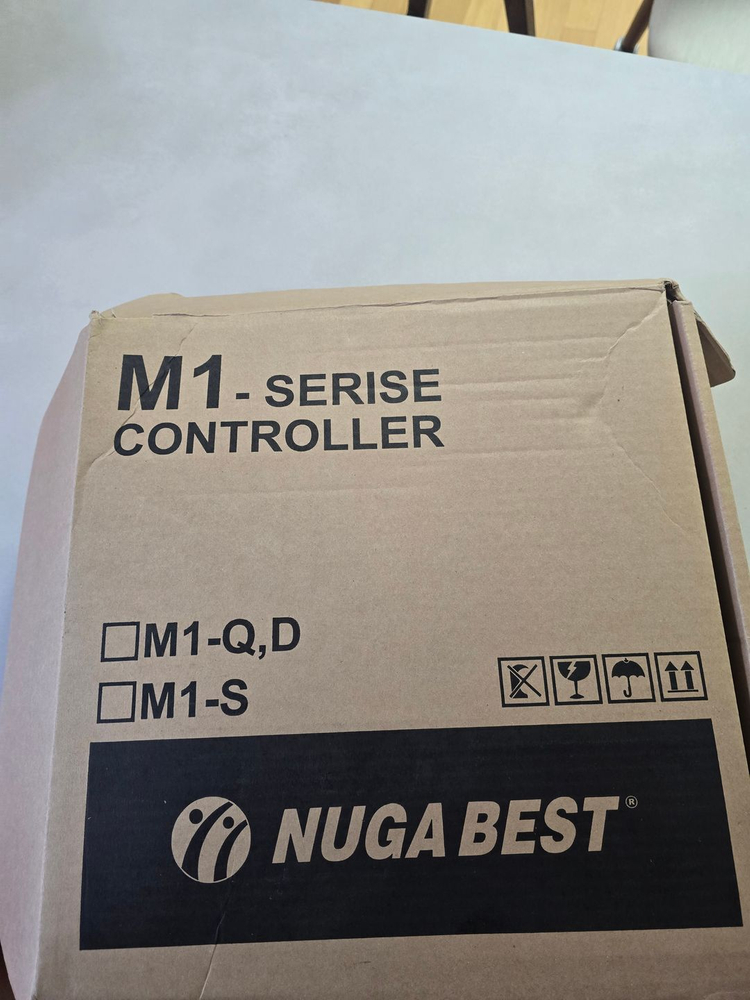 M1- SERISE
CONTROLLER
☐M1-Q,D
☐M1-S
NUGA BEST®